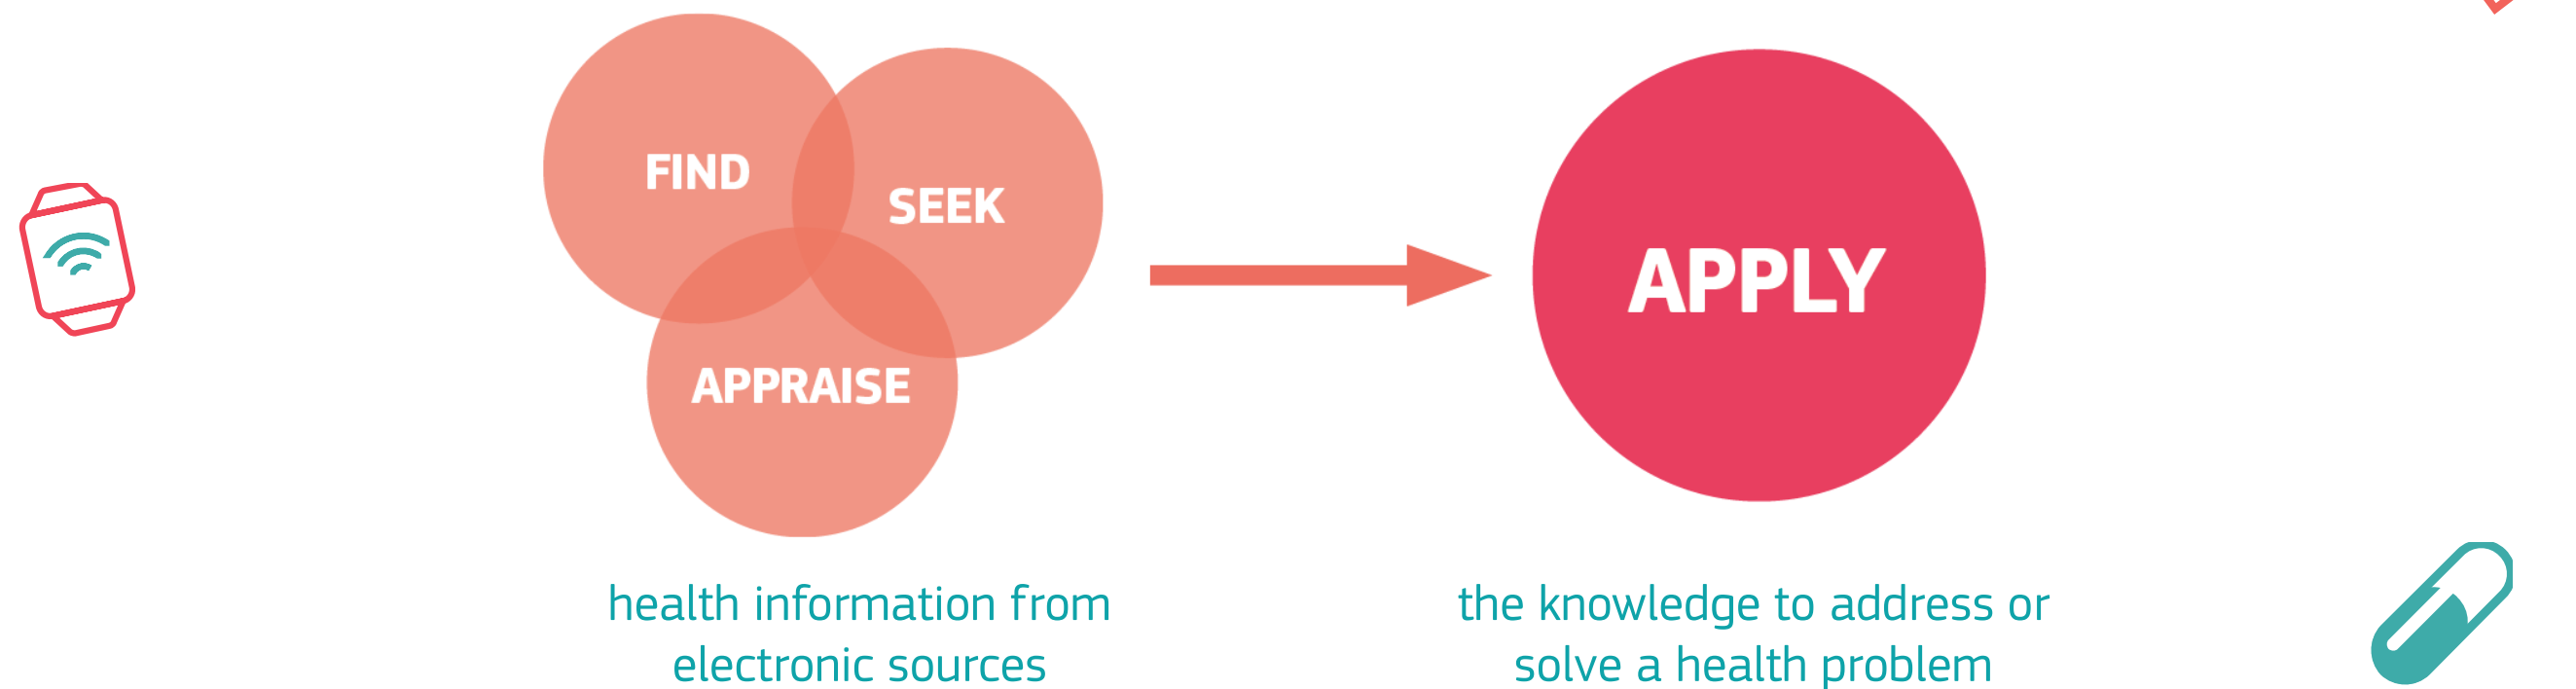 FIND
SEEK
APPRAISE
APPLY
health information from
electronic sources
the knowledge to address or
solve a health problem